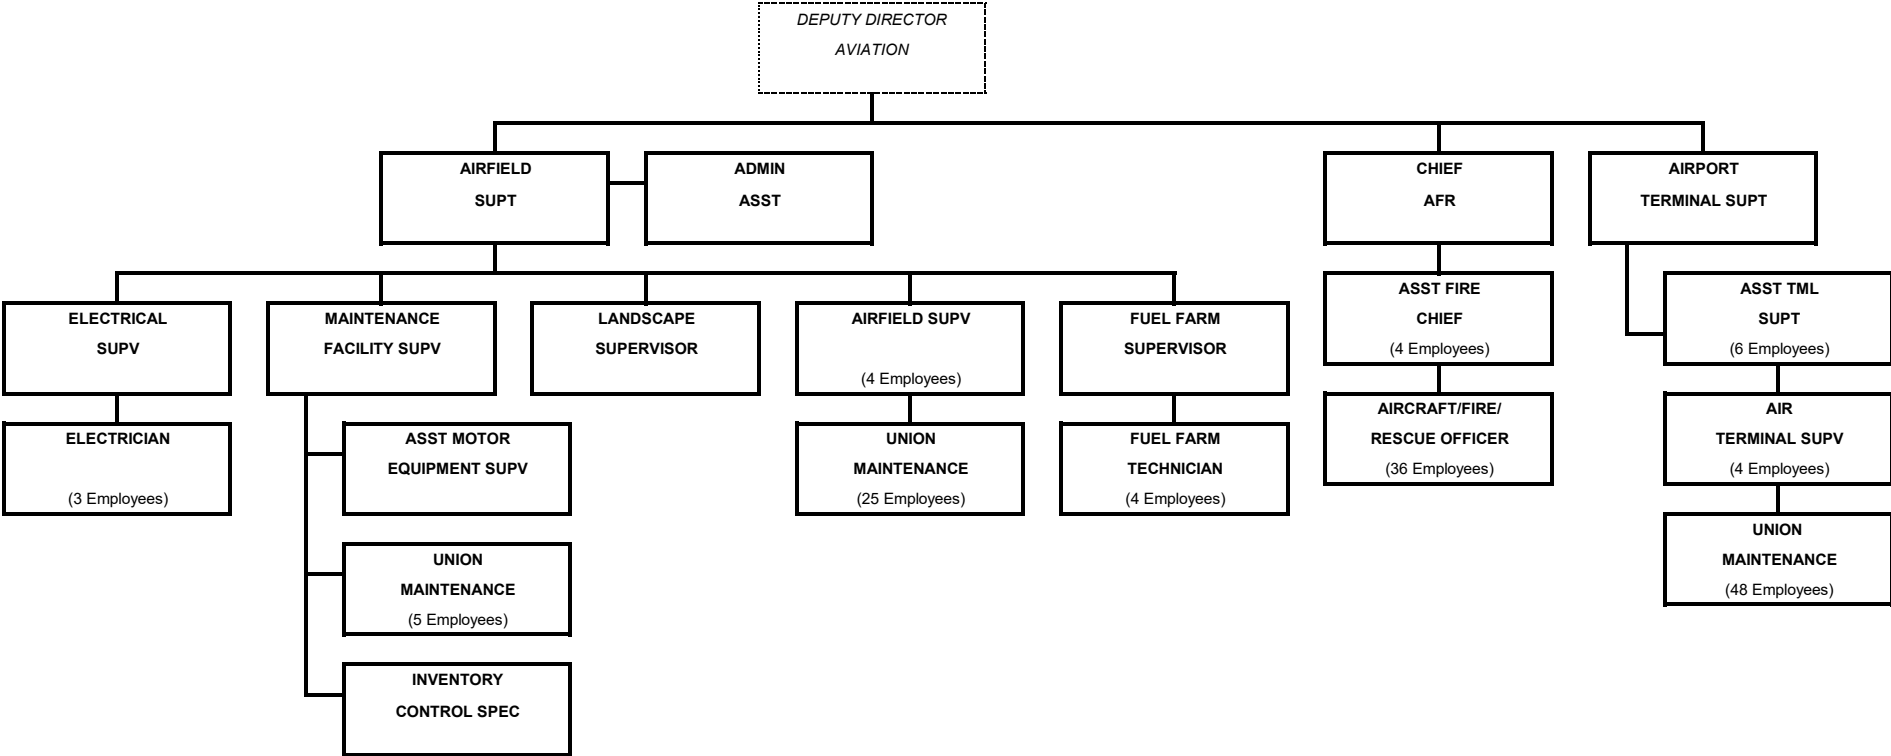 DEPUTY DIRECTOR
AVIATION
AIRFIELD
SUPT
ADMIN
ASST
CHIEF
AFR
AIRPORT
TERMINAL SUPT
ELECTRICAL
SUPV
MAINTENANCE
FACILITY SUPV
LANDSCAPE
SUPERVISOR
AIRFIELD SUPV
(4 Employees)
FUEL FARM
SUPERVISOR
ASST FIRE
CHIEF
(4 Employees)
ASST TML
SUPT
(6 Employees)
ELECTRICIAN
(3 Employees)
ASST MOTOR
EQUIPMENT SUPV
UNION
MAINTENANCE
(25 Employees)
FUEL FARM
TECHNICIAN
(4 Employees)
AIRCRAFT/FIRE/
RESCUE OFFICER
(36 Employees)
AIR
TERMINAL SUPV
(4 Employees)
UNION
MAINTENANCE
(5 Employees)
UNION
MAINTENANCE
(48 Employees)
INVENTORY
CONTROL SPEC